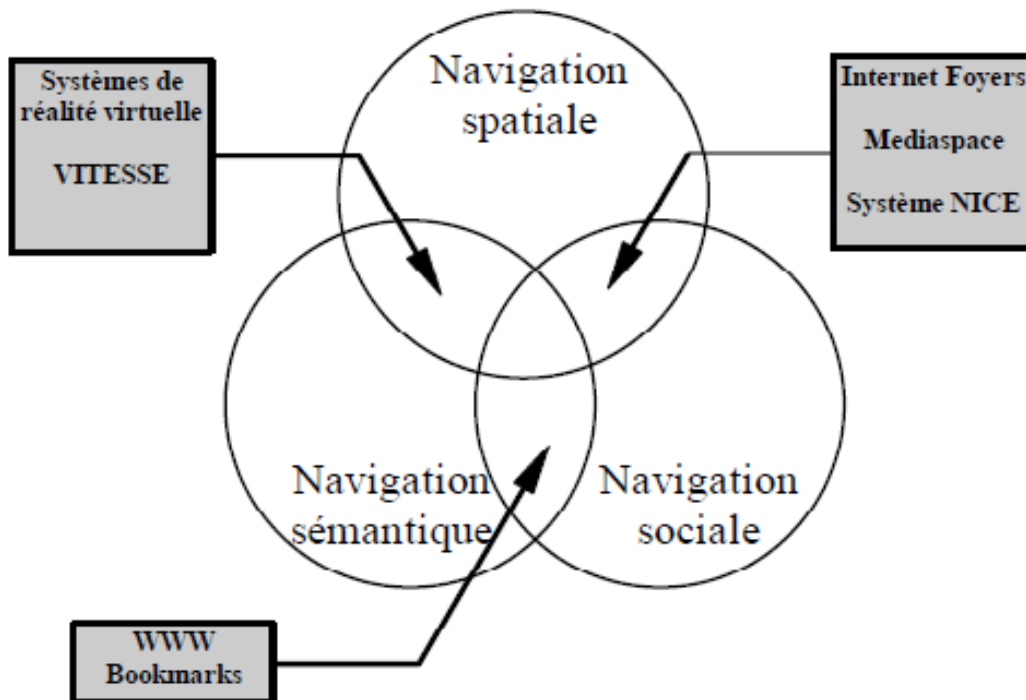 Systèmes de
réalité virtuelle
VITESSE
Navigation
spatiale
Internet Foyers
Mediaspace
Système NICE
Navigation
sémantique
Navigation
sociale
WWW
Bookmarks